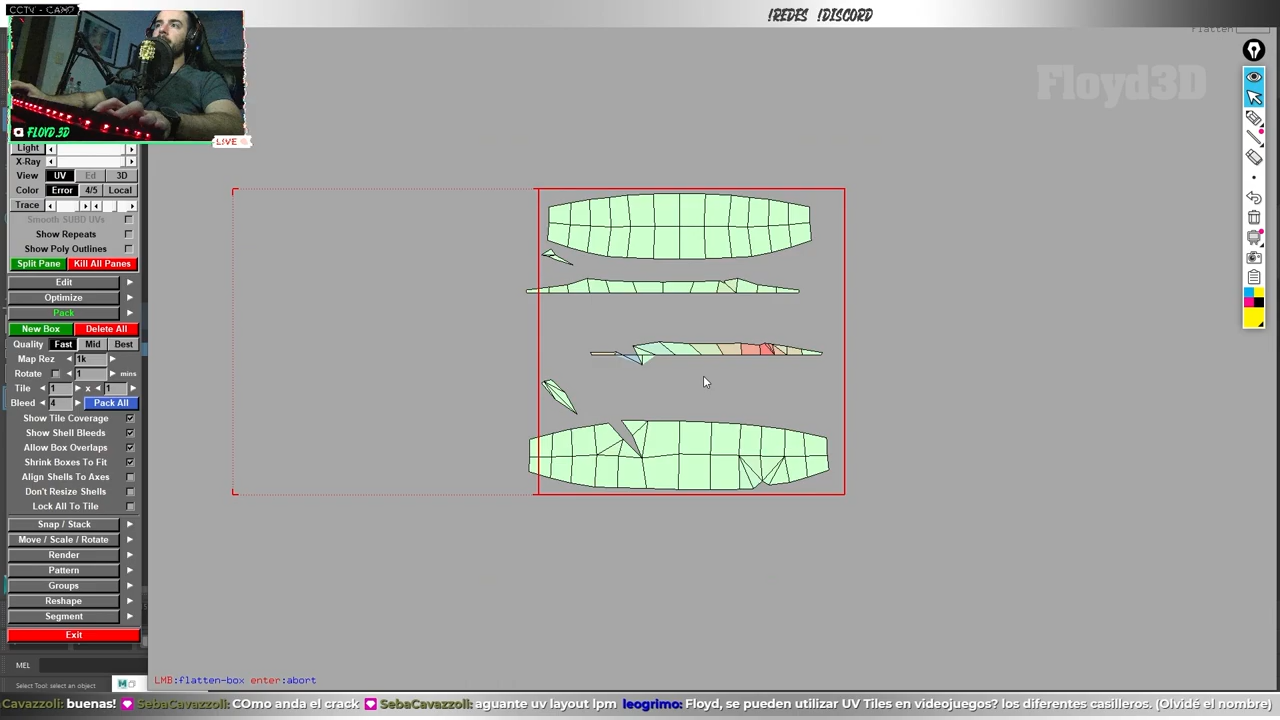 CCTV - CAM
!REDES !DISCORD
flatten
Floyd3D
FLOYD.3D
LIVE
Light
X-Ray
View UV Ed 3D
Color Error 4/5 Local
Trace
Smooth SUBD UVs
Show Repeats
Show Poly Outlines
Split Pane Kill All Panes
Edit
Optimize
Pack
New Box Delete All
Quality Fast Mid Best
Map Rez 1k
Rotate 1 mins
Tile 1 x 1
Bleed 4 Pack All
Show Tile Coverage
Show Shell Bleeds
Allow Box Overlaps
Shrink Boxes To Fit
Align Shells To Axes
Don't Resize Shells
Lock All To Tile
Snap / Stack
Move / Scale / Rotate
Render
Pattern
Groups
Reshape
Segment
Exit
MEL
LMB:flatten-box enter:abort
Select Tool: select an object
Cavazzoli: buenas! SebaCavazzoli: COmo anda el crack SebaCavazzoli: aguante uv layout lpm leogrimo: Floyd, se pueden utilizar UV Tiles en videojuegos? los diferentes casilleros. (Olvidé el nombre)